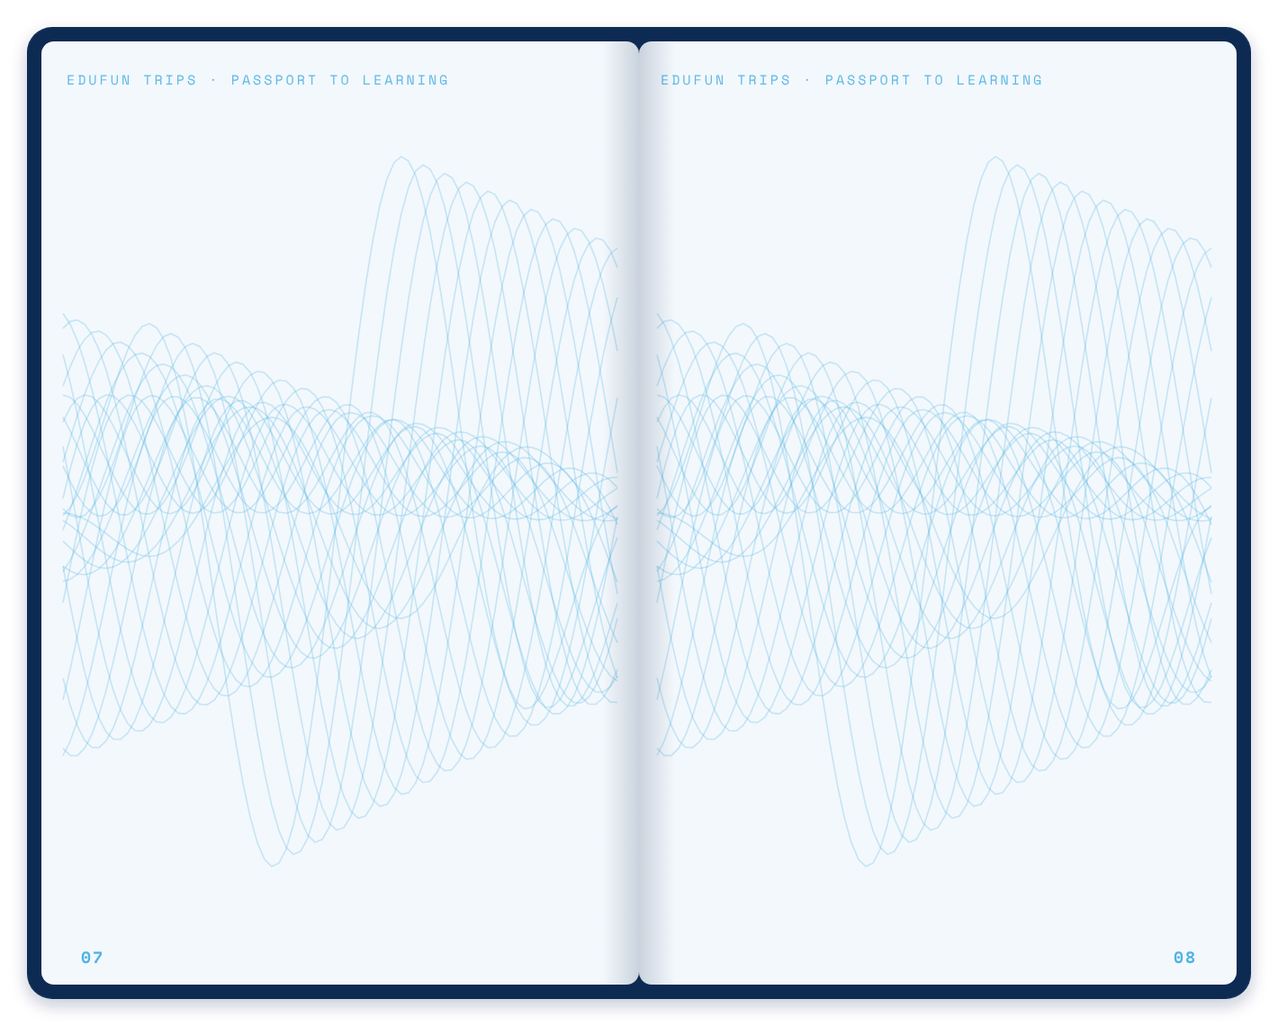 EDUFUN TRIPS · PASSPORT TO LEARNING
07
EDUFUN TRIPS · PASSPORT TO LEARNING
08